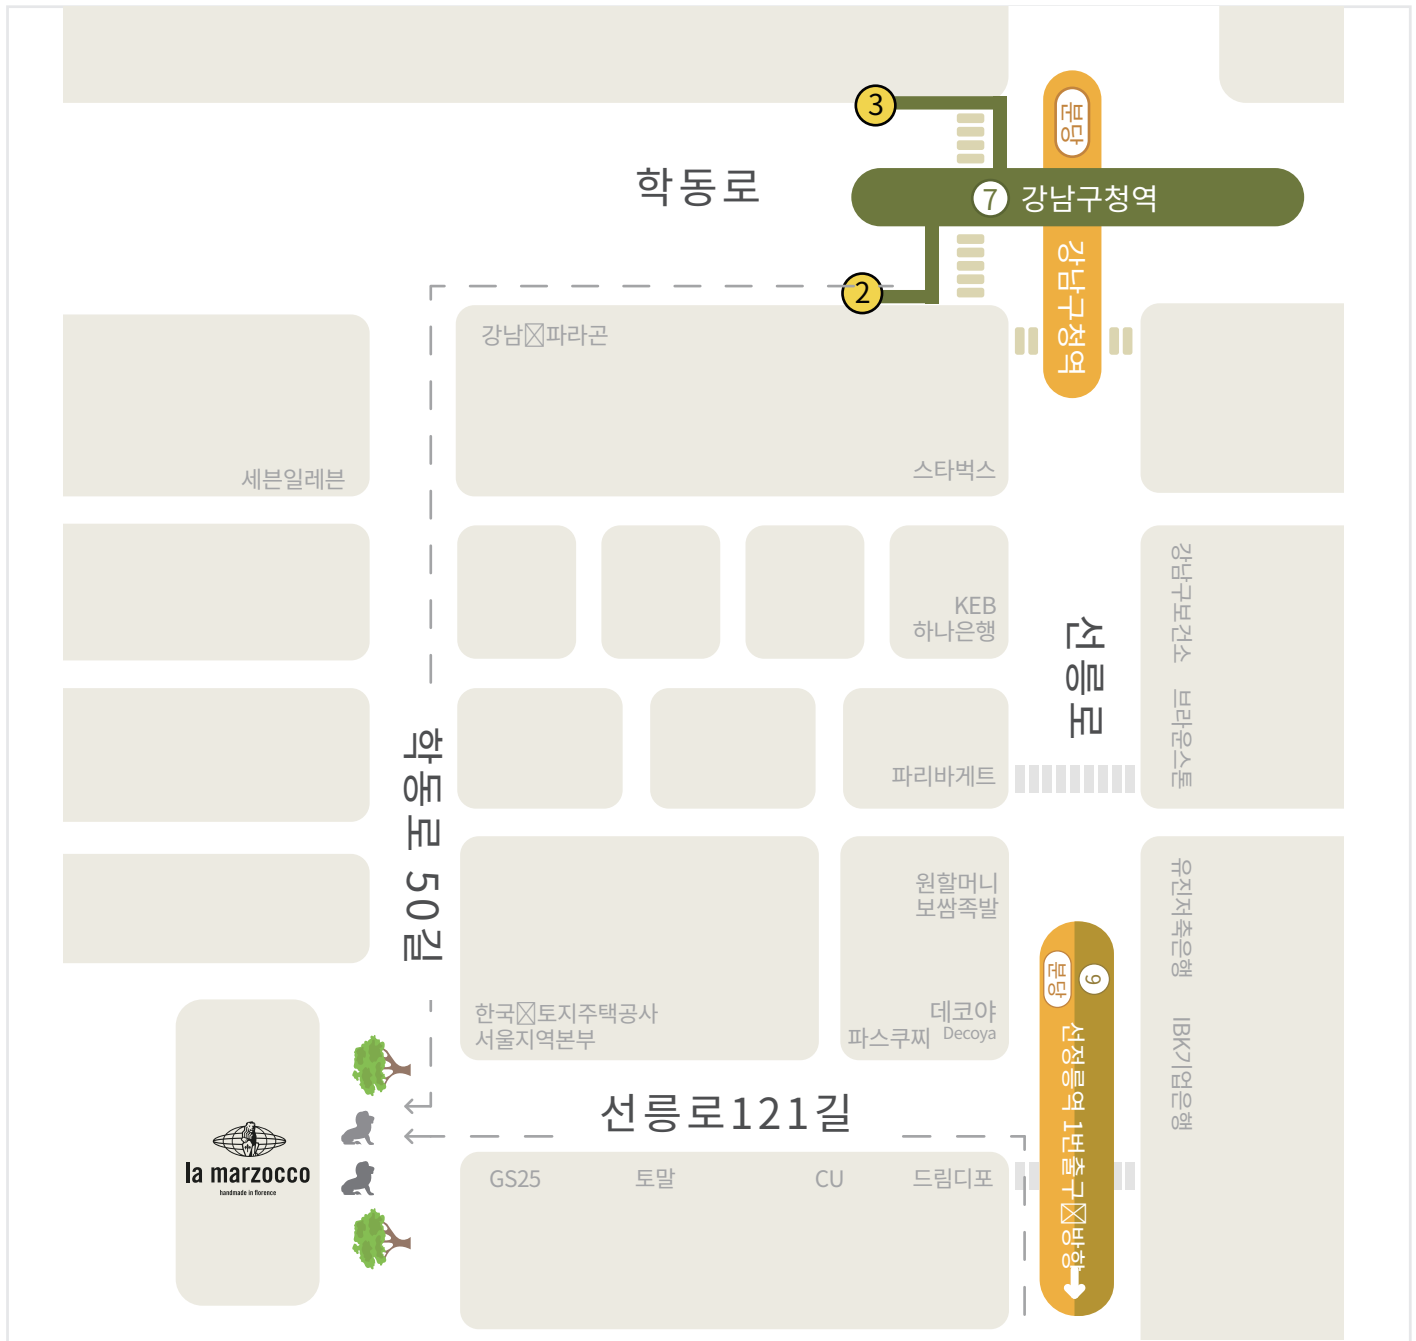 3
분당
학동로
7 강남구청역
강남구청역
2
강남 파라곤
세븐일레븐
스타벅스
강남구보건소
브라운스톤
KEB
하나은행
선릉로
학동로 50길
파리바게트
원할머니
보쌈족발
유진저축은행
IBK기업은행
한국 토지주택공사
서울지역본부
데코야
Decoya
파스쿠찌
9
분당
선정릉역 1번출구 방향
선릉로121길
la marzocco
handmade in florence
GS25
토말
CU
드림디포